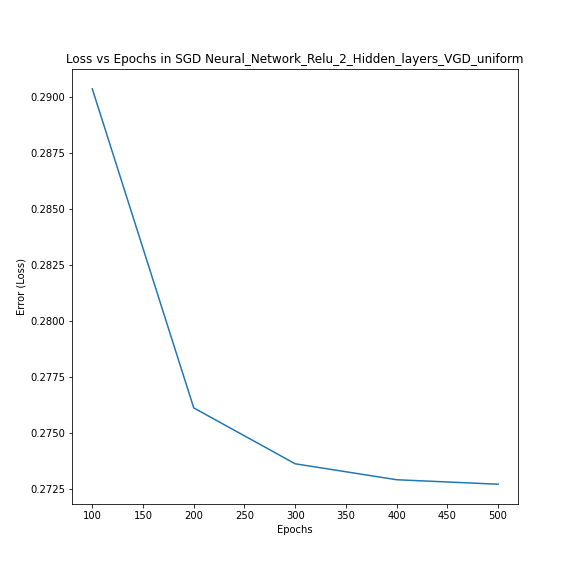 Loss vs Epochs in SGD Neural_Network_Relu_2_Hidden_layers_VGD_uniform
0.2900
0.2875
0.2850
0.2825
0.2800
0.2775
0.2750
0.2725
Error (Loss)
100 150 200 250 300 350 400 450 500
Epochs